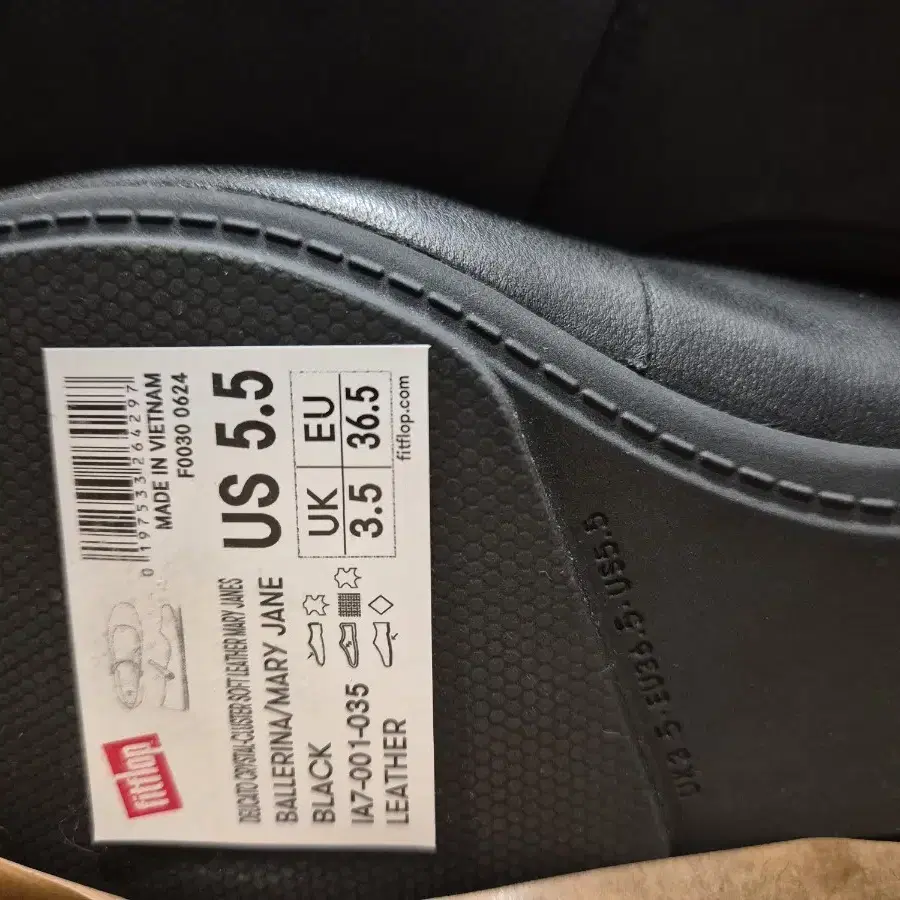 fitflop
0 197533 264297
MADE IN VIETNAM
F0030 0624
US 5.5
UK EU
3.5 36.5
fitflop.com
DELICATO CRYSTAL-CLUSTER SOFT LEATHER MARY JANES
BALLERINA/MARY JANE
BLACK
IA7-001-035
LEATHER
UK3.5.EU36.5.US5.5